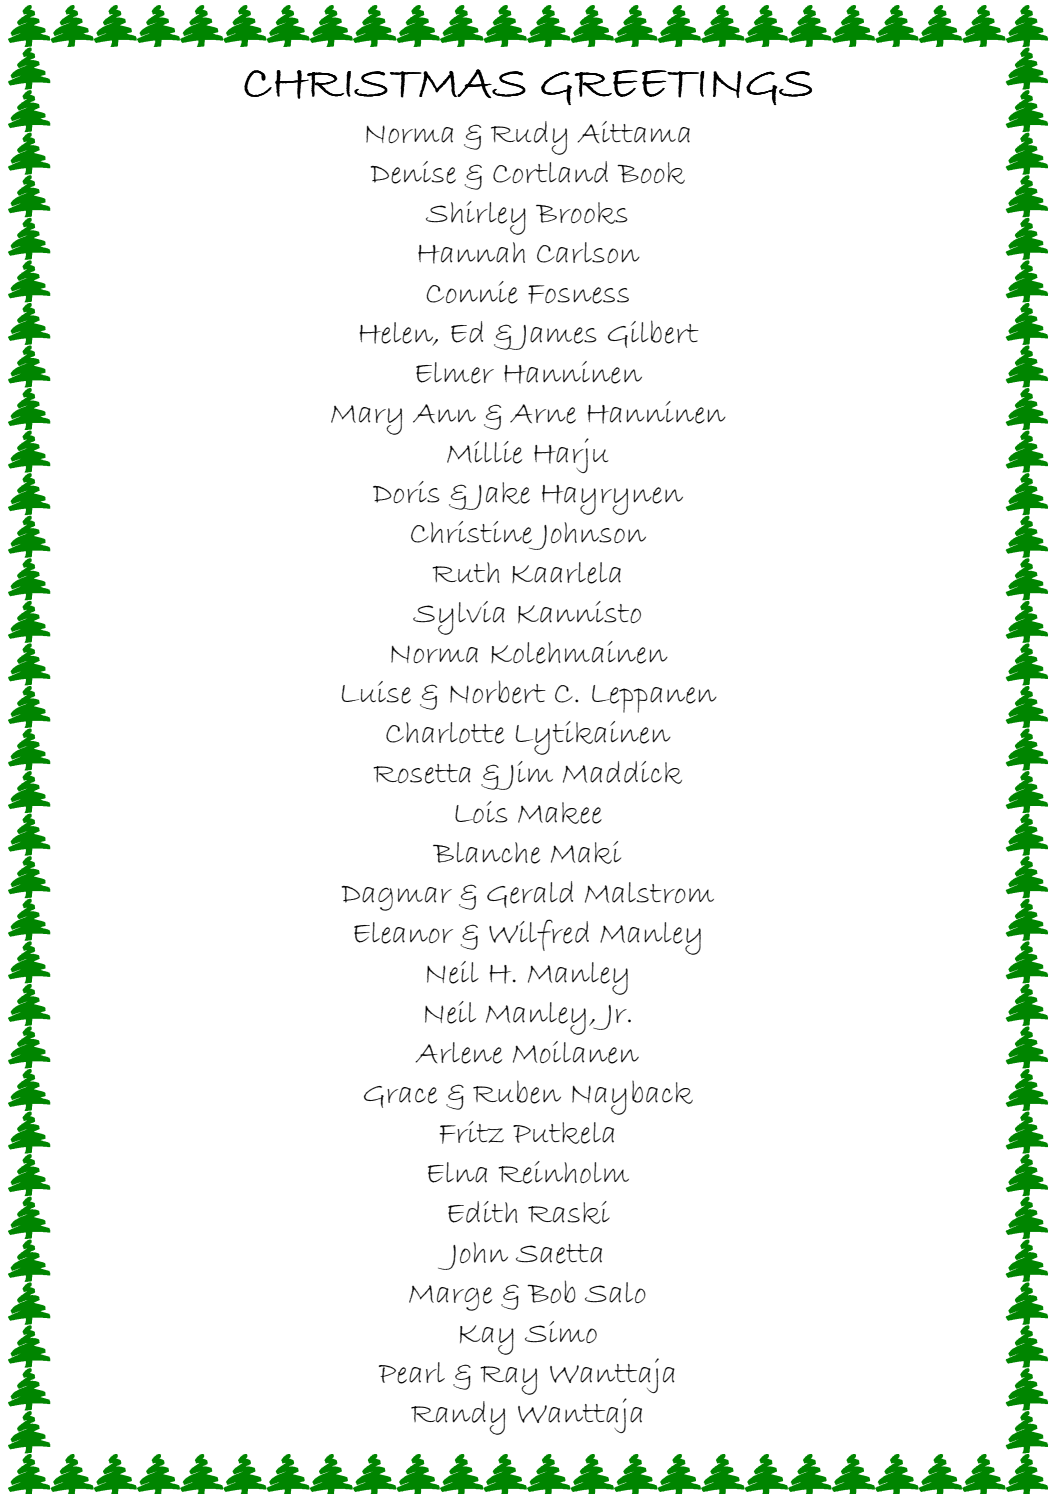 CHRISTMAS GREETINGS
Norma & Rudy Aittama
Denise & Cortland Book
Shirley Brooks
Hannah Carlson
Connie Fosness
Helen, Ed & James Gilbert
Elmer Hanninen
Mary Ann & Arne Hanninen
Millie Harju
Doris & Jake Hayrynen
Christine Johnson
Ruth Kaarlela
Sylvia Kannisto
Norma Kolehmainen
Luise & Norbert C. Leppanen
Charlotte Lytikainen
Rosetta & Jim Maddick
Lois Makee
Blanche Maki
Dagmar & Gerald Malstrom
Eleanor & Wilfred Manley
Neil H. Manley
Neil Manley, Jr.
Arlene Moilanen
Grace & Ruben Nayback
Fritz Putkela
Elna Reinholm
Edith Raski
John Saetta
Marge & Bob Salo
Kay Simo
Pearl & Ray Wanttaja
Randy Wanttaja